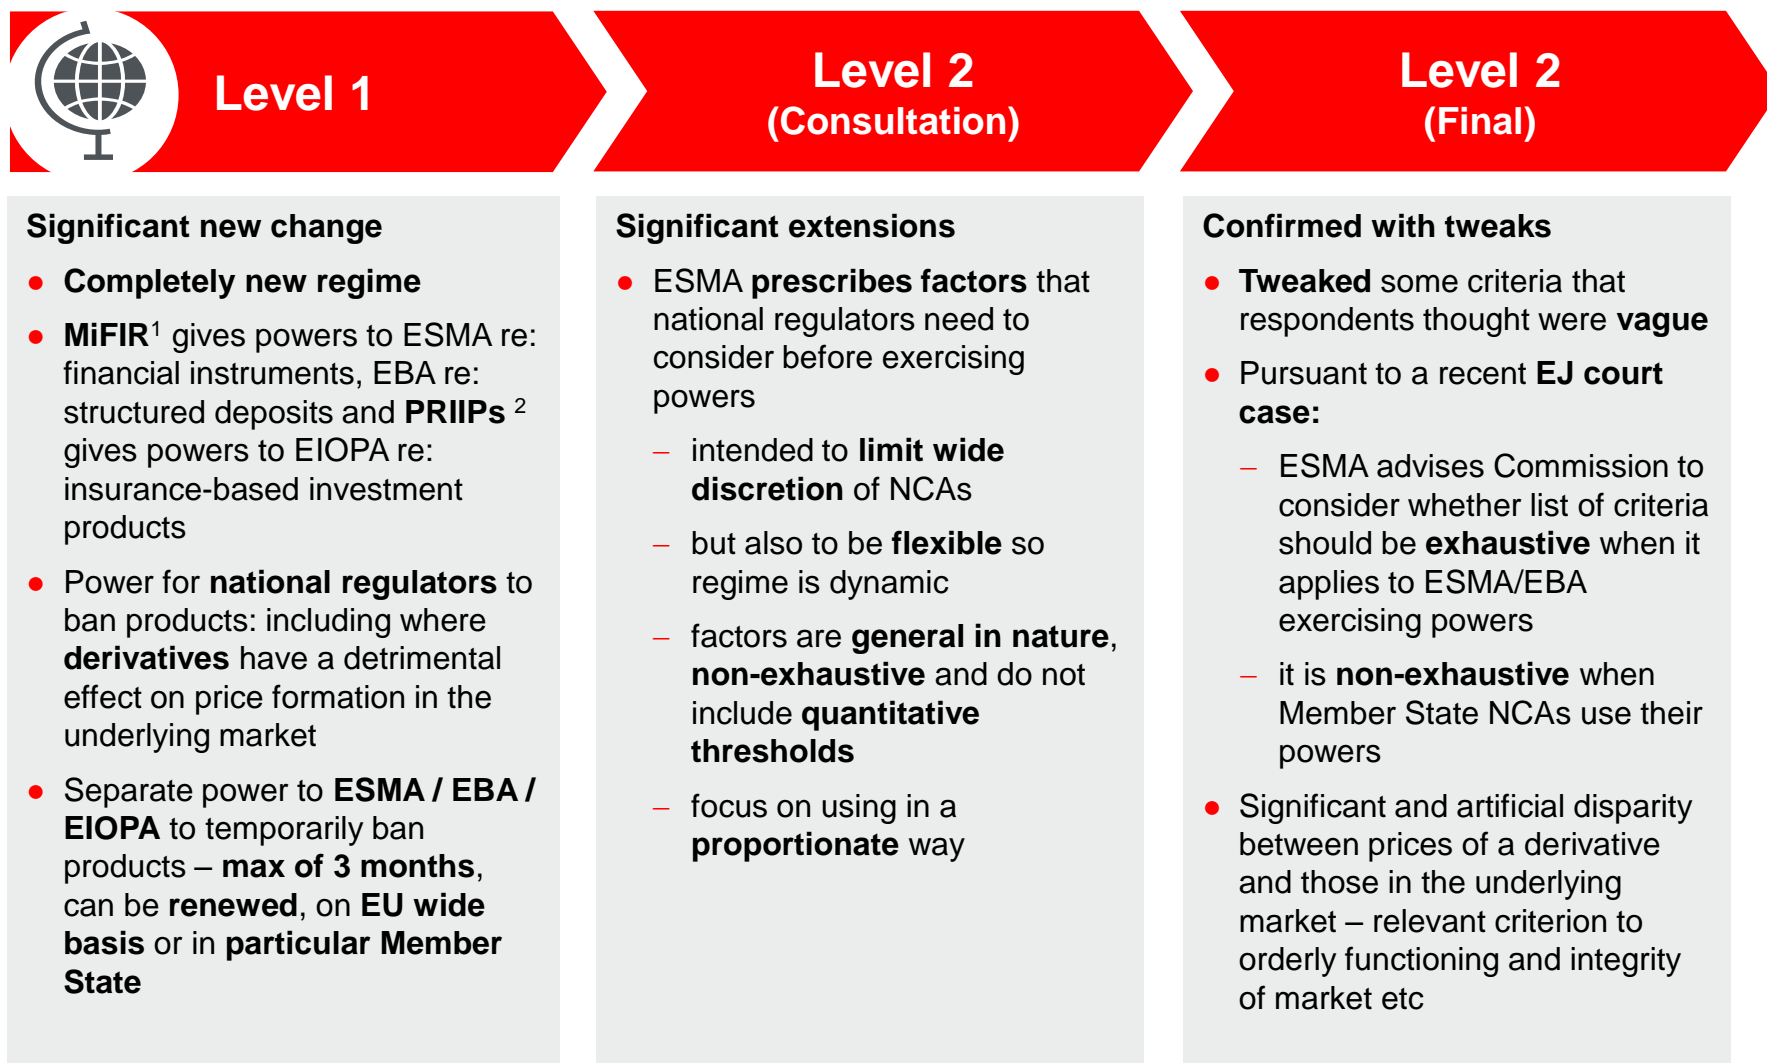 Level 1
Level 2
(Consultation)
Level 2
(Final)
Significant new change
● Completely new regime
● MiFIR¹ gives powers to ESMA re:
financial instruments, EBA re:
structured deposits and PRIIPs ²
gives powers to EIOPA re:
insurance-based investment
products
● Power for national regulators to
ban products: including where
derivatives have a detrimental
effect on price formation in the
underlying market
● Separate power to ESMA / EBA /
EIOPA to temporarily ban
products – max of 3 months,
can be renewed, on EU wide
basis or in particular Member
State
Significant extensions
● ESMA prescribes factors that
national regulators need to
consider before exercising
powers
– intended to limit wide
discretion of NCAs
– but also to be flexible so
regime is dynamic
– factors are general in nature,
non-exhaustive and do not
include quantitative
thresholds
– focus on using in a
proportionate way
Confirmed with tweaks
● Tweaked some criteria that
respondents thought were vague
● Pursuant to a recent EJ court
case:
– ESMA advises Commission to
consider whether list of criteria
should be exhaustive when it
applies to ESMA/EBA
exercising powers
– it is non-exhaustive when
Member State NCAs use their
powers
● Significant and artificial disparity
between prices of a derivative
and those in the underlying
market – relevant criterion to
orderly functioning and integrity
of market etc